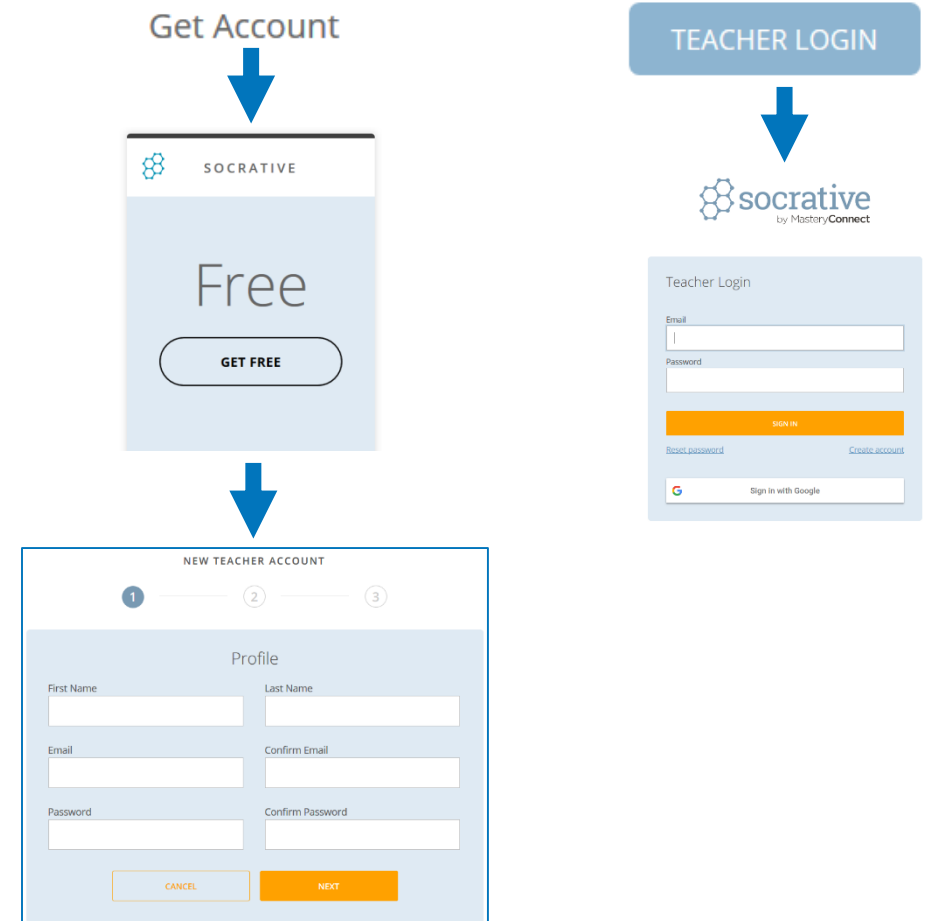 Get Account
SOCRATIVE
Free
GET FREE
NEW TEACHER ACCOUNT
1 2 3
Profile
First Name Last Name
Email Confirm Email
Password Confirm Password
CANCEL NEXT
TEACHER LOGIN
socrative
by MasteryConnect
Teacher Login
Email
Password
SIGN IN
Reset password Create account
G Sign in with Google